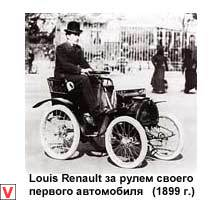 Louis Renault за рулем своего
V первого автомобиля (1899 г.)